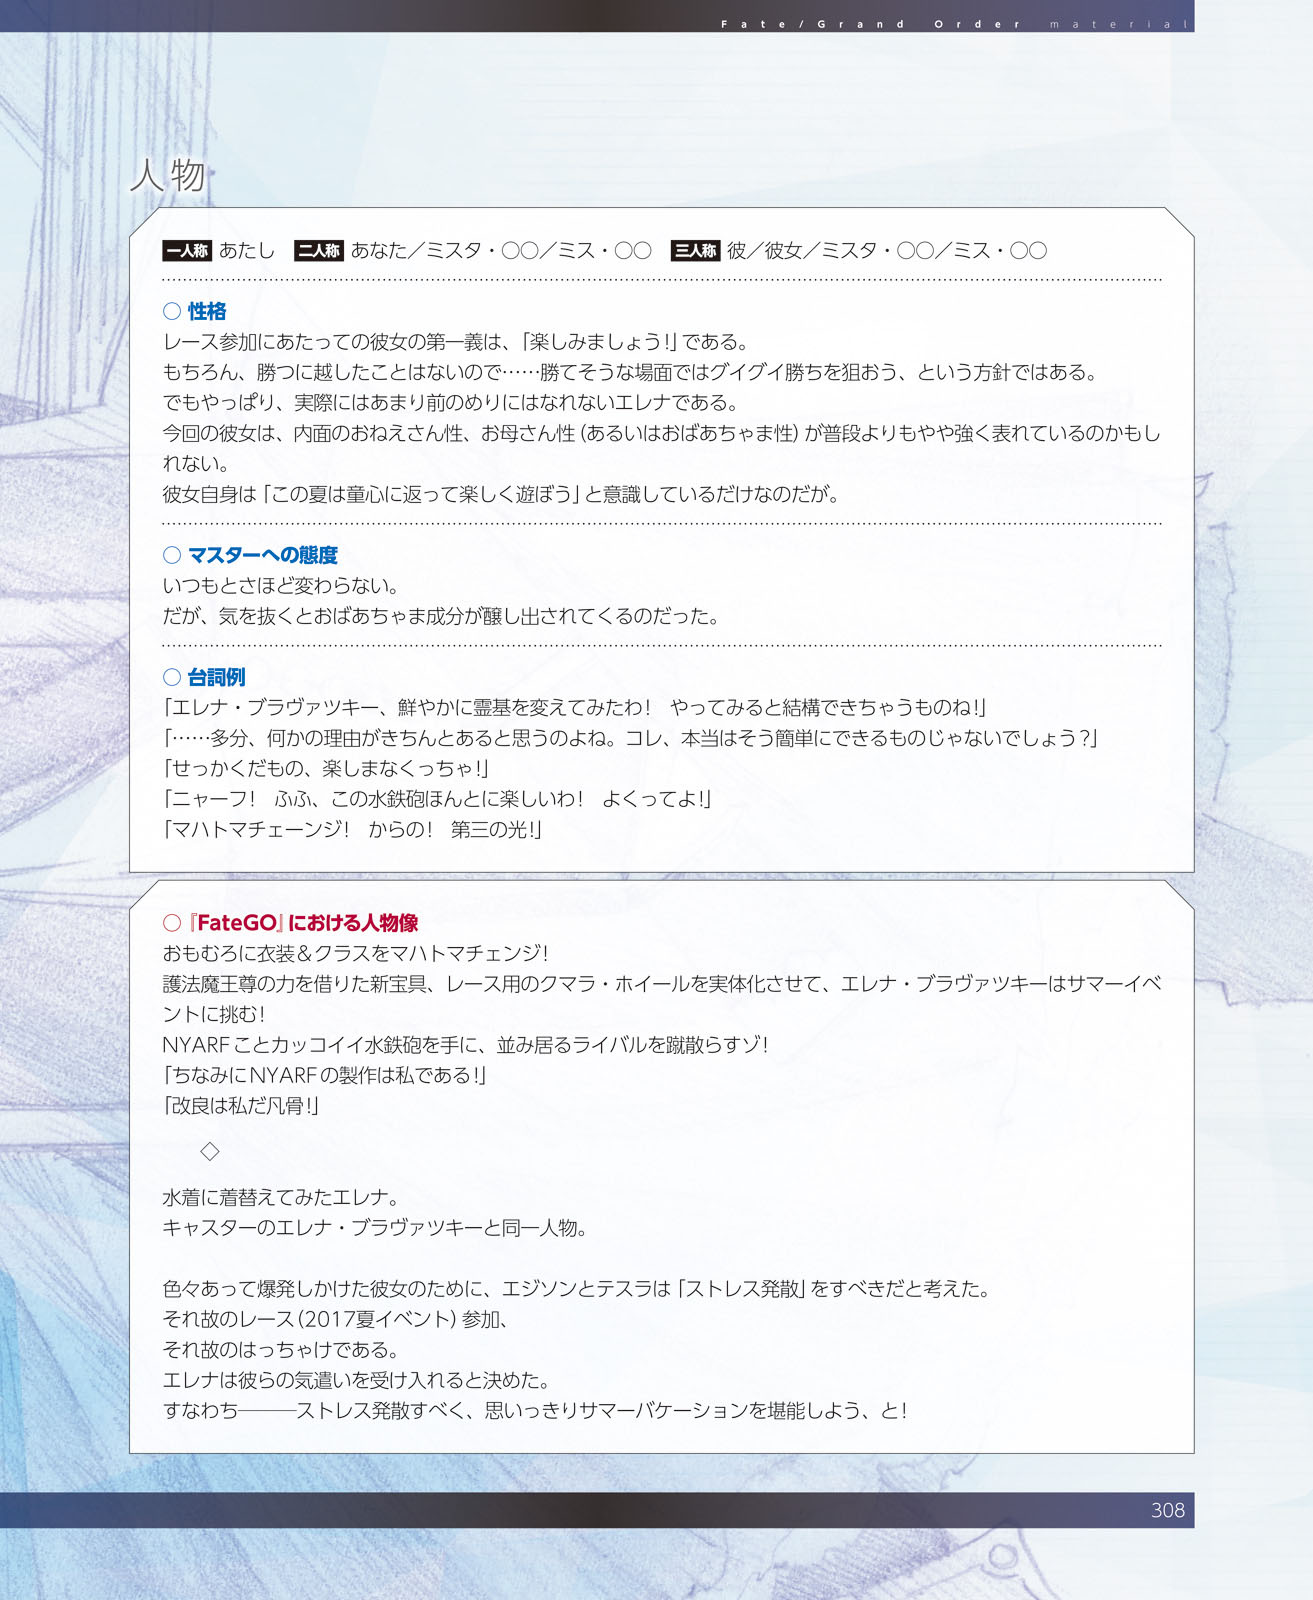 Fate/Grand Order material
人物
一人称 あたし 二人称 あなた／ミスタ・〇〇／ミス・〇〇 三人称 彼／彼女／ミスタ・〇〇／ミス・〇〇
○ 性格
レース参加にあたっての彼女の第一義は、「楽しみましょう！」である。
もちろん、勝つに越したことはないので……勝てそうな場面ではグイグイ勝ちを狙おう、という方針ではある。
でもやっぱり、実際にはあまり前のめりにはなれないエレナである。
今回の彼女は、内面のおねえさん性、お母さん性（あるいはおばあちゃま性）が普段よりもやや強く表れているのかもし
れない。
彼女自身は「この夏は童心に返って楽しく遊ぼう」と意識しているだけなのだが。
○ マスターへの態度
いつもとさほど変わらない。
だが、気を抜くとおばあちゃま成分が醸し出されてくるのだった。
○ 台詞例
「エレナ・ブラヴァツキー、鮮やかに霊基を変えてみたわ！　やってみると結構できちゃうものね！」
「……多分、何かの理由がきちんとあると思うのよね。コレ、本当はそう簡単にできるものじゃないでしょう？」
「せっかくだもの、楽しまなくっちゃ！」
「ニャーフ！　ふふ、この水鉄砲ほんとに楽しいわ！　よくってよ！」
「マハトマチェーンジ！　からの！　第三の光！」
○『FateGO』における人物像
おもむろに衣装＆クラスをマハトマチェンジ！
護法魔王尊の力を借りた新宝具、レース用のクマラ・ホイールを実体化させて、エレナ・ブラヴァツキーはサマーイベ
ントに挑む！
NYARFことカッコイイ水鉄砲を手に、並み居るライバルを蹴散らすゾ！
「ちなみにNYARFの製作は私である！」
「改良は私だ凡骨！」
◇
水着に着替えてみたエレナ。
キャスターのエレナ・ブラヴァツキーと同一人物。
色々あって爆発しかけた彼女のために、エジソンとテスラは「ストレス発散」をすべきだと考えた。
それ故のレース（2017夏イベント）参加、
それ故のはっちゃけである。
エレナは彼らの気遣いを受け入れると決めた。
すなわち───ストレス発散すべく、思いっきりサマーバケーションを堪能しよう、と！
308